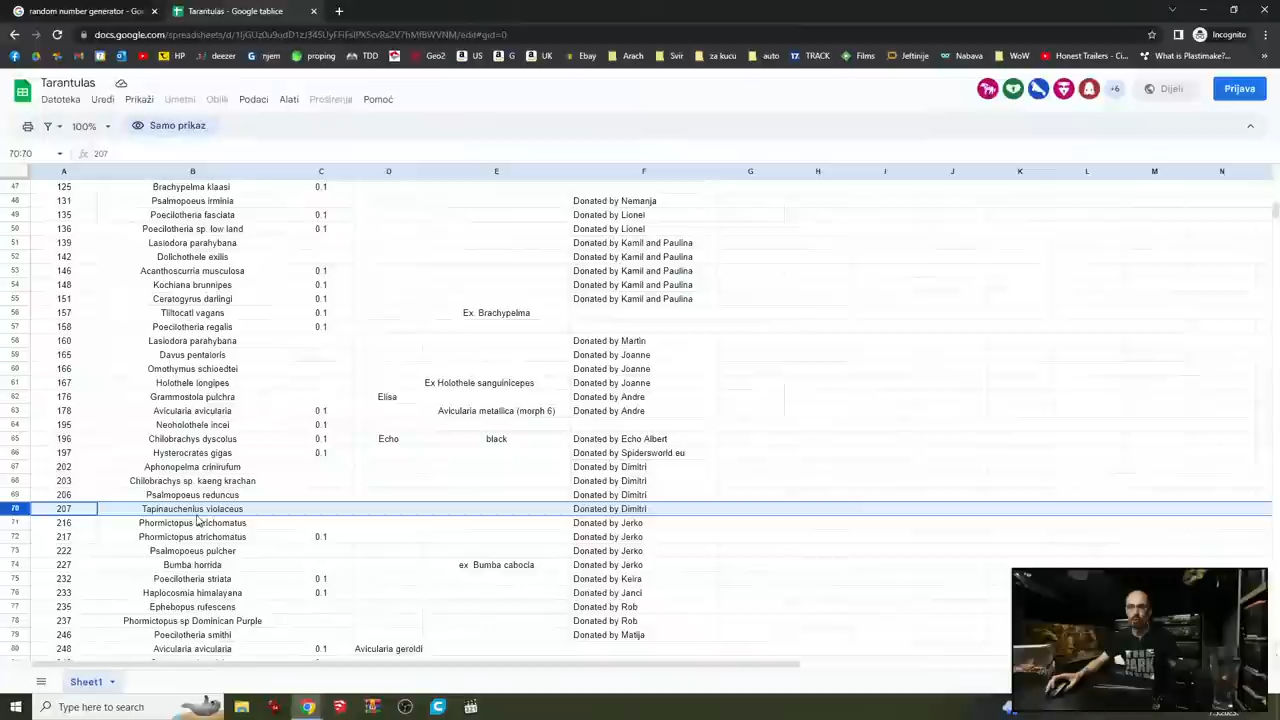 random number generator - Go
Tarantulas - Google tablice
Incognito
deezer
njem
proping
TDD
Geo2
US
G
UK
Ebay
Arach
Svir
za kucu
auto
TRACK
Films
Jeftinje
Bandau
WoW
Honest Trailers - Ci...
Nabava
What is Plastimake?...
Tarantulas
+6
Dijeli
Prijava
Datoteka Uredi Prikaži Umetni Oblik Podaci Alati Proširenja Pomoć
100% Samo prikaz
70:70 fx 207
A B C D E F G H I J K L M N
47 125 Brachypelma klaasi 0.1
48 131 Psalmopoeus irminia Donated by Nemanja
49 135 Poecilotheria fasciata 0.1 Donated by Lionel
50 136 Poecilotheria sp. low land 0.1 Donated by Lionel
51 139 Lasiodora parahybana Donated by Kamil and Paulina
52 142 Dolichothele exilis Donated by Kamil and Paulina
53 146 Acanthoscurria musculosa 0.1 Donated by Kamil and Paulina
54 148 Kochiana brunnipes 0.1 Donated by Kamil and Paulina
55 151 Ceratogyrus darlingi 0.1 Donated by Kamil and Paulina
56 157 Tliltocatl vagans 0.1 Ex. Brachypelma
57 158 Poecilotheria regalis 0.1
58 160 Lasiodora parahybana Donated by Martin
59 165 Davus pentaloris Donated by Joanne
60 166 Omothymus schioedtei Donated by Joanne
61 167 Holothele longipes Ex Holothele sanguinicepes Donated by Joanne
62 176 Grammostola pulchra Elisa Donated by Andre
63 178 Avicularia avicularia 0.1 Avicularia metallica (morph 6) Donated by Andre
64 195 Neoholothele incei 0.1
65 196 Chilobrachys dyscolus 0.1 Echo black Donated by Echo Albert
66 197 Hysterocrates gigas 0.1 Donated by Spidersworld.eu
67 202 Aphonopelma crinirufum Donated by Dimitri
68 203 Chilobrachys sp. kaeng krachan Donated by Dimitri
69 206 Psalmopoeus reduncus Donated by Dimitri
70 207 Tapinauchenius violaceus Donated by Dimitri
71 216 Phormictopus atrichomatus Donated by Jerko
72 217 Phormictopus atrichomatus 0.1 Donated by Jerko
73 222 Psalmopoeus pulcher Donated by Jerko
74 227 Bumba horrida ex Bumba cabocla Donated by Jerko
75 232 Poecilotheria striata 0.1 Donated by Keira
76 233 Haplocosmia himalayana 0.1 Donated by Janci
77 235 Ephebopus rufescens Donated by Rob
78 237 Phormictopus sp Dominican Purple Donated by Rob
79 246 Poecilotheria smithi Donated by Matija
80 248 Avicularia avicularia 0.1 Avicularia geroldi
Sheet1
Type here to search